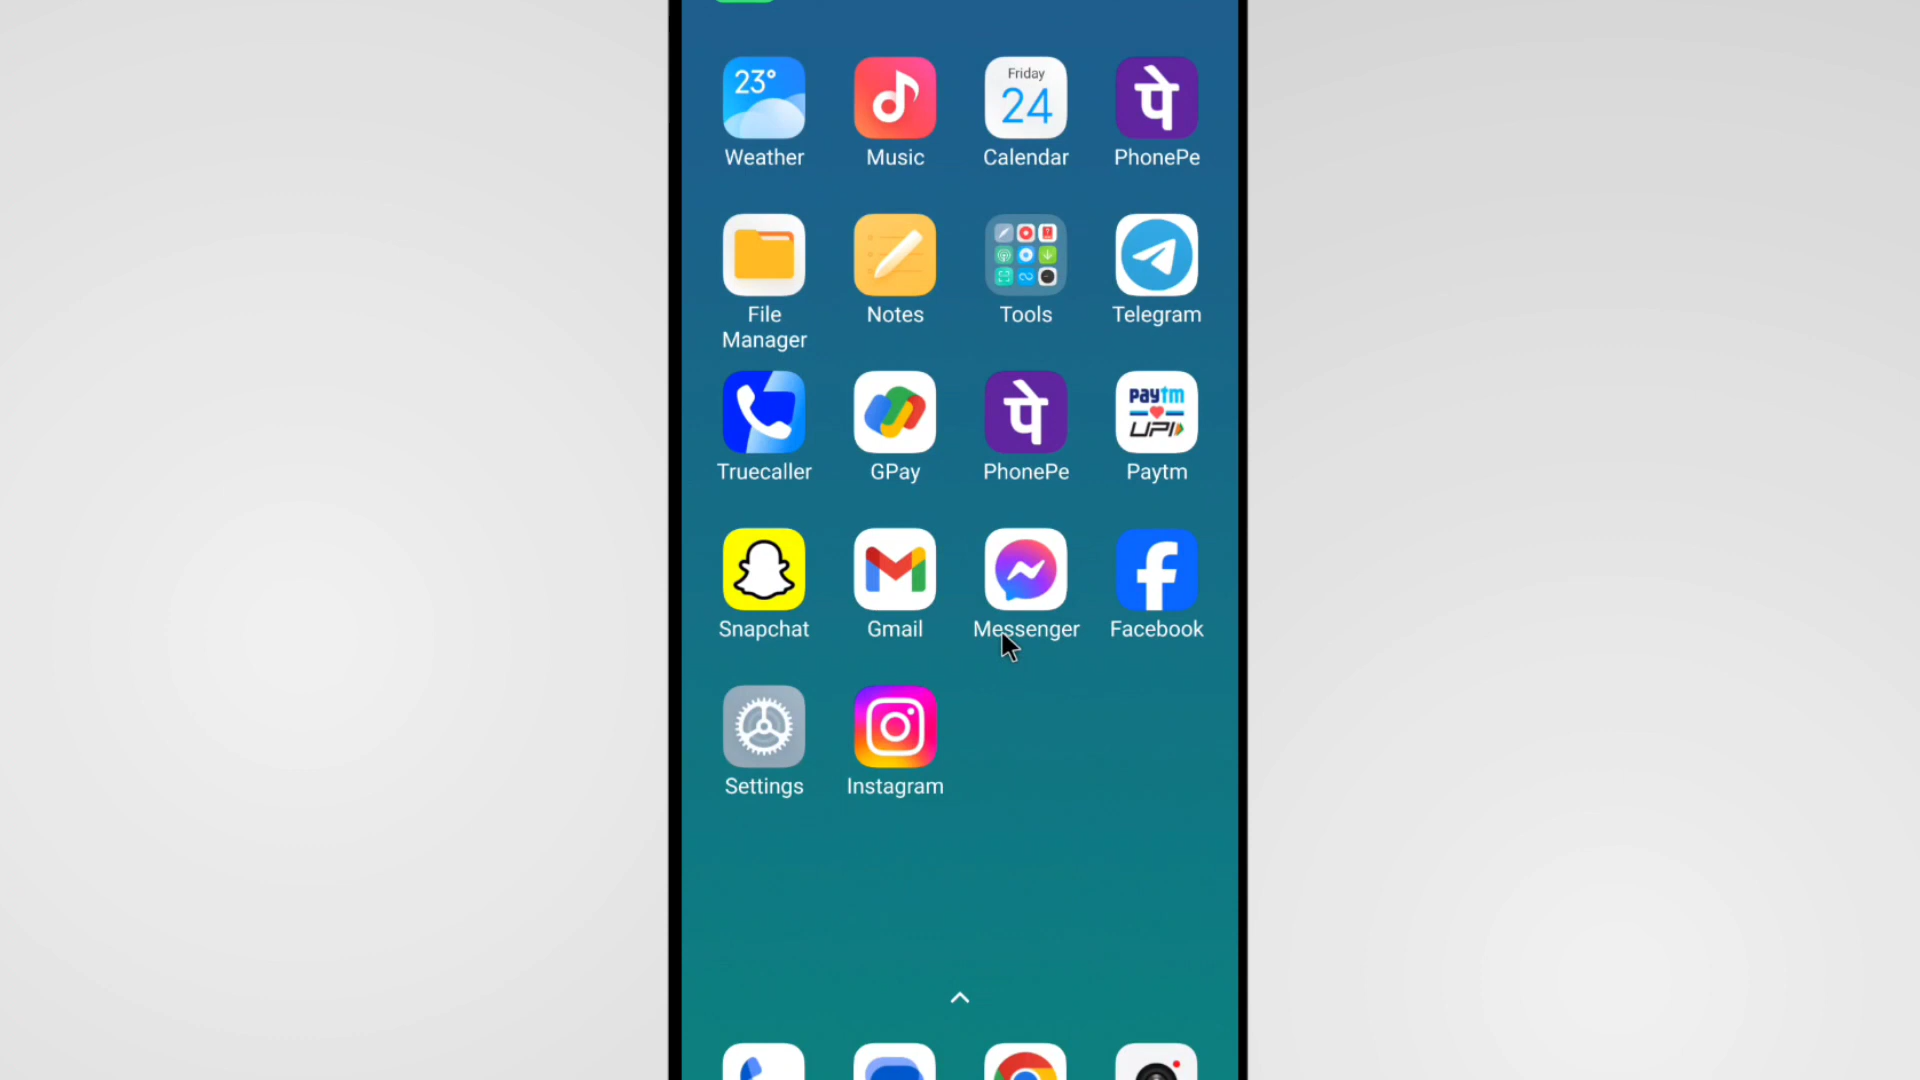 23°
Friday
24
पे
Weather
Music
Calendar
PhonePe
File
Manager
Notes
Tools
Telegram
पे
paytm
UPI
Truecaller
GPay
PhonePe
Paytm
Snapchat
Gmail
Messenger
Facebook
Settings
Instagram